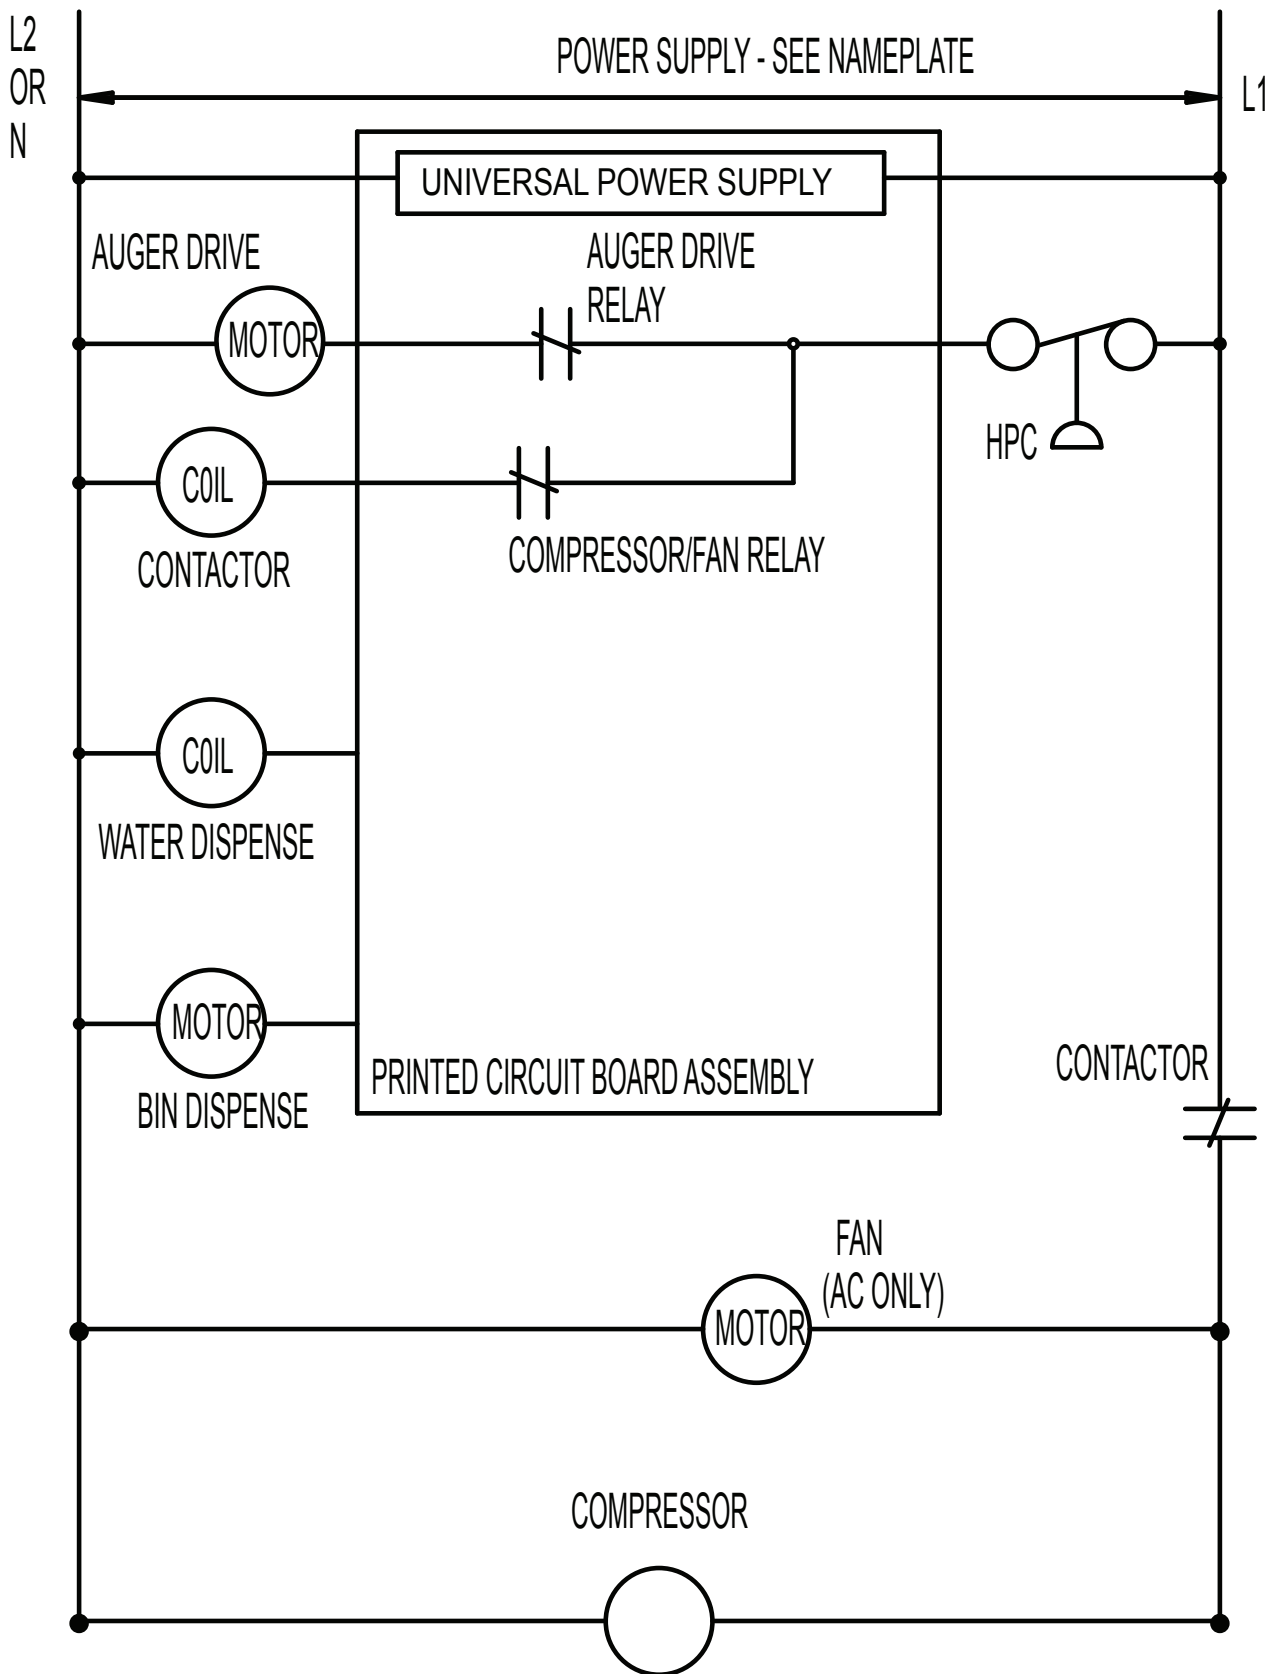 L2
OR
N
POWER SUPPLY - SEE NAMEPLATE
L1
UNIVERSAL POWER SUPPLY
AUGER DRIVE
MOTOR
AUGER DRIVE
RELAY
HPC
C0IL
CONTACTOR
COMPRESSOR/FAN RELAY
C0IL
WATER DISPENSE
MOTOR
BIN DISPENSE
PRINTED CIRCUIT BOARD ASSEMBLY
CONTACTOR
FAN
(AC ONLY)
MOTOR
COMPRESSOR